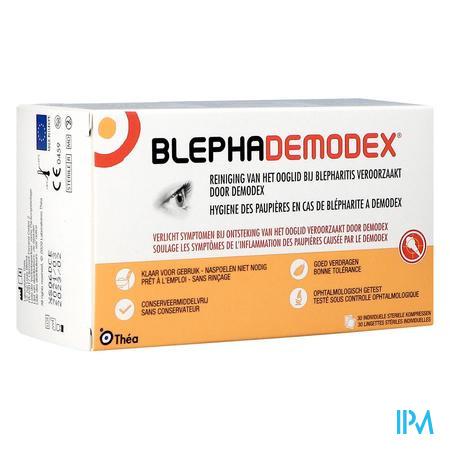 BLEPHADEMODEX®
REINIGING VAN HET OOGLID BIJ BLEPHARITIS VEROORZAAKT
DOOR DEMODEX
HYGIENE DES PAUPIÈRES EN CAS DE BLÉPHARITE A DEMODEX
VERLICHT SYMPTOMEN BIJ ONTSTEKING VAN HET OOGLID VEROORZAAKT DOOR DEMODEX
SOULAGE LES SYMPTÔMES DE L'INFLAMMATION DES PAUPIÈRES CAUSÉE PAR LE DEMODEX
KLAAR VOOR GEBRUIK - NASPOELEN NIET NODIG
PRÊT À L'EMPLOI - SANS RINÇAGE
GOED VERDRAGEN
BONNE TOLÉRANCE
CONSERVEERMIDDELVRIJ
SANS CONSERVATEUR
OPHTALMOLOGISCH GETEST
TESTÉ SOUS CONTRÔLE OPHTALMOLOGIQUE
Théa
30 INDIVIDUELE STERIELE KOMPRESSEN
30 LINGETTES STÉRILES INDIVIDUELLES
0459
IPM